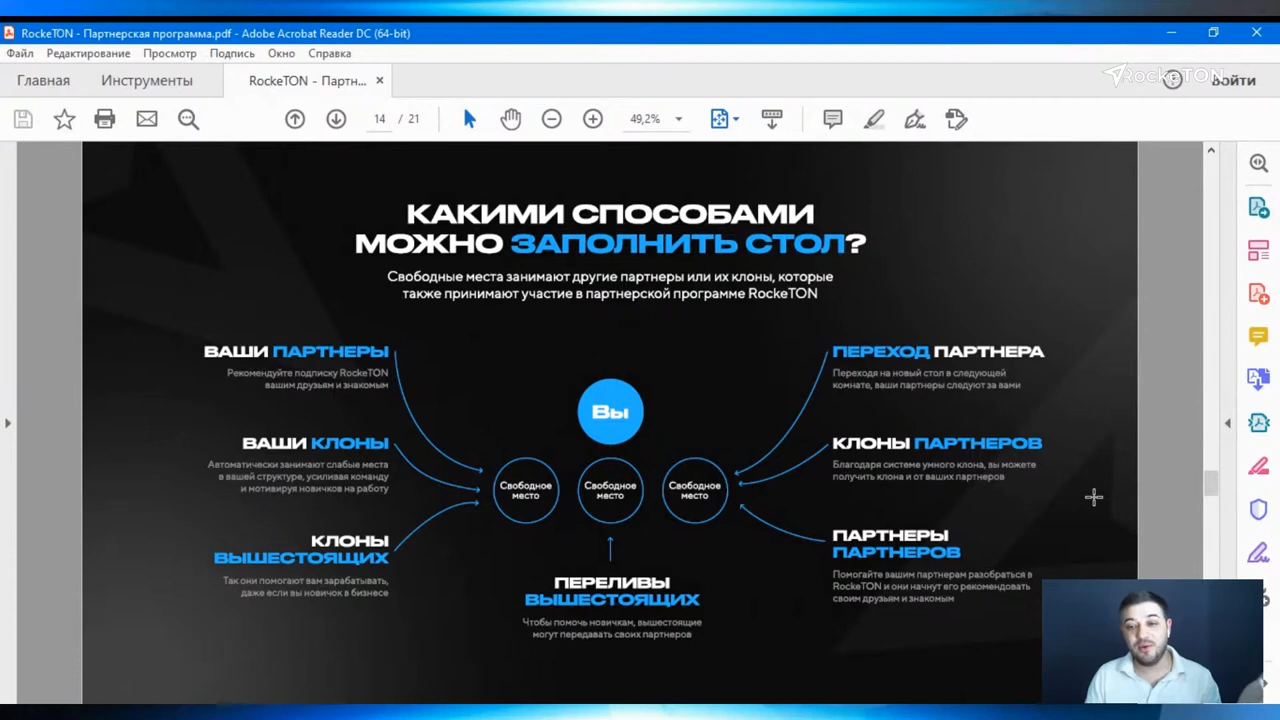 RockeTON - Партнерская программа.pdf - Adobe Acrobat Reader DC (64-bit)
Файл Редактирование Просмотр Подпись Окно Справка
Главная Инструменты RockeTON - Партн... ×
RockeTON Войти
14 / 21 49,2%
КАКИМИ СПОСОБАМИ
МОЖНО ЗАПОЛНИТЬ СТОЛ?
Свободные места занимают другие партнеры или их клоны, которые
также принимают участие в партнерской программе RockeTON
ВАШИ ПАРТНЕРЫ
Рекомендуйте подписку RockeTON
вашим друзьям и знакомым
ВАШИ КЛОНЫ
Автоматически занимают слабые места
в вашей структуре, усиливая команду
и мотивируя новичков на работу
КЛОНЫ
ВЫШЕСТОЯЩИХ
Так они помогают вам зарабатывать,
даже если вы новичок в бизнесе
Вы
Свободное
место
Свободное
место
Свободное
место
ПЕРЕЛИВЫ
ВЫШЕСТОЯЩИХ
Чтобы помочь новичкам, вышестоящие
могут передавать своих партнеров
ПЕРЕХОД ПАРТНЕРА
Переходя на новый стол в следующей
комнате, ваши партнеры следуют за вами
КЛОНЫ ПАРТНЕРОВ
Благодаря системе умного клона, вы можете
получить клона и от ваших партнеров
ПАРТНЕРЫ
ПАРТНЕРОВ
Помогайте вашим партнерам разобраться в
RockeTON и они начнут его рекомендовать
своим друзьям и знакомым